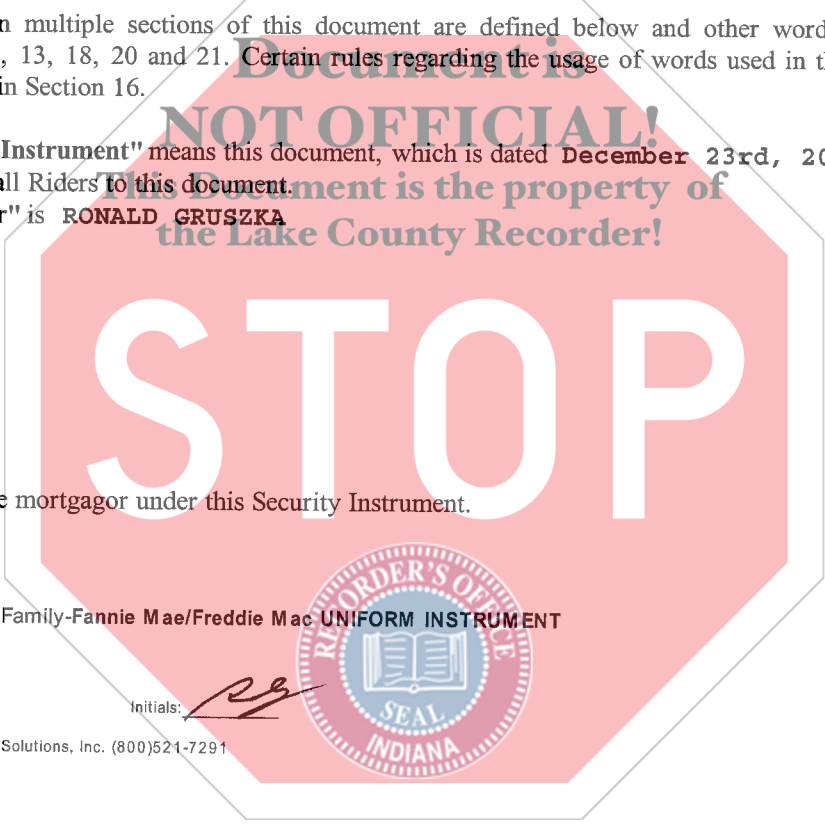 n multiple sections of this document are defined below and other word
, 13, 18, 20 and 21. Certain rules regarding the usage of words used in th
in Section 16.
Document is
NOT OFFICIAL!
This Document is the property of
the Lake County Recorder!
Instrument" means this document, which is dated December 23rd, 20
all Riders to this document.
r" is RONALD GRUSZKA
STOP
e mortgagor under this Security Instrument.
Family-Fannie Mae/Freddie Mac UNIFORM INSTRUMENT
RECORDER'S OFFICE
SEAL
INDIANA
Initials: RG
Solutions, Inc. (800)521-7291